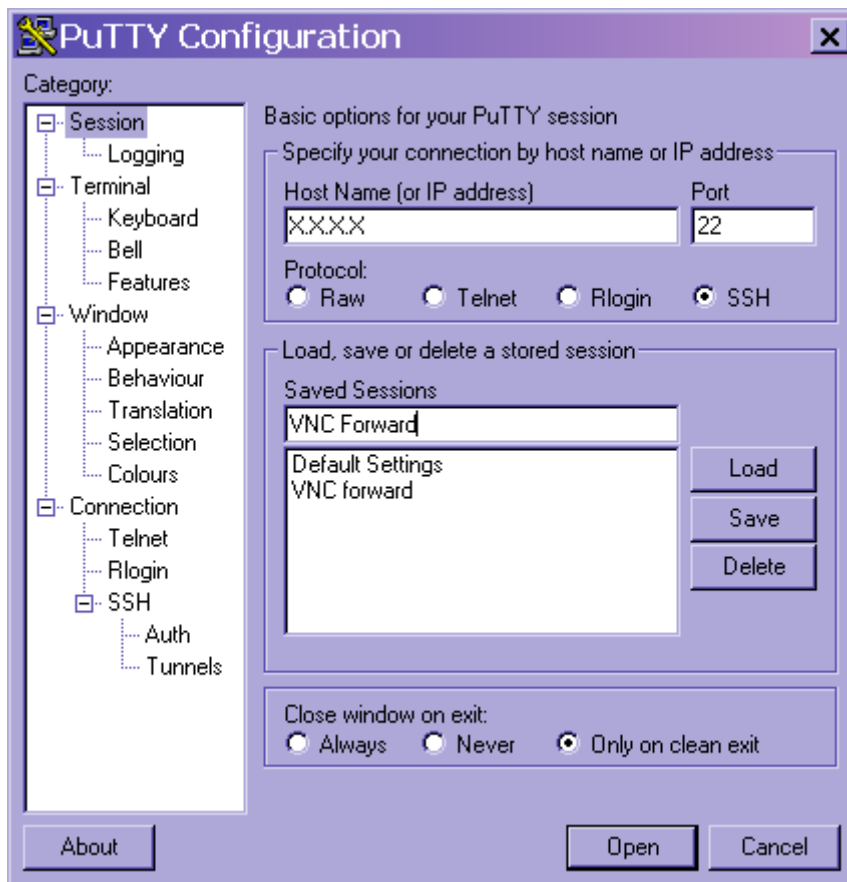 PuTTY Configuration
Category:
Session
Logging
Terminal
Keyboard
Bell
Features
Window
Appearance
Behaviour
Translation
Selection
Colours
Connection
Telnet
Rlogin
SSH
Auth
Tunnels
Basic options for your PuTTY session
Specify your connection by host name or IP address
Host Name (or IP address) Port
X.X.X.X 22
Protocol:
Raw Telnet Rlogin SSH
Load, save or delete a stored session
Saved Sessions
VNC Forward
Default Settings
VNC forward
Load
Save
Delete
Close window on exit:
Always Never Only on clean exit
About Open Cancel